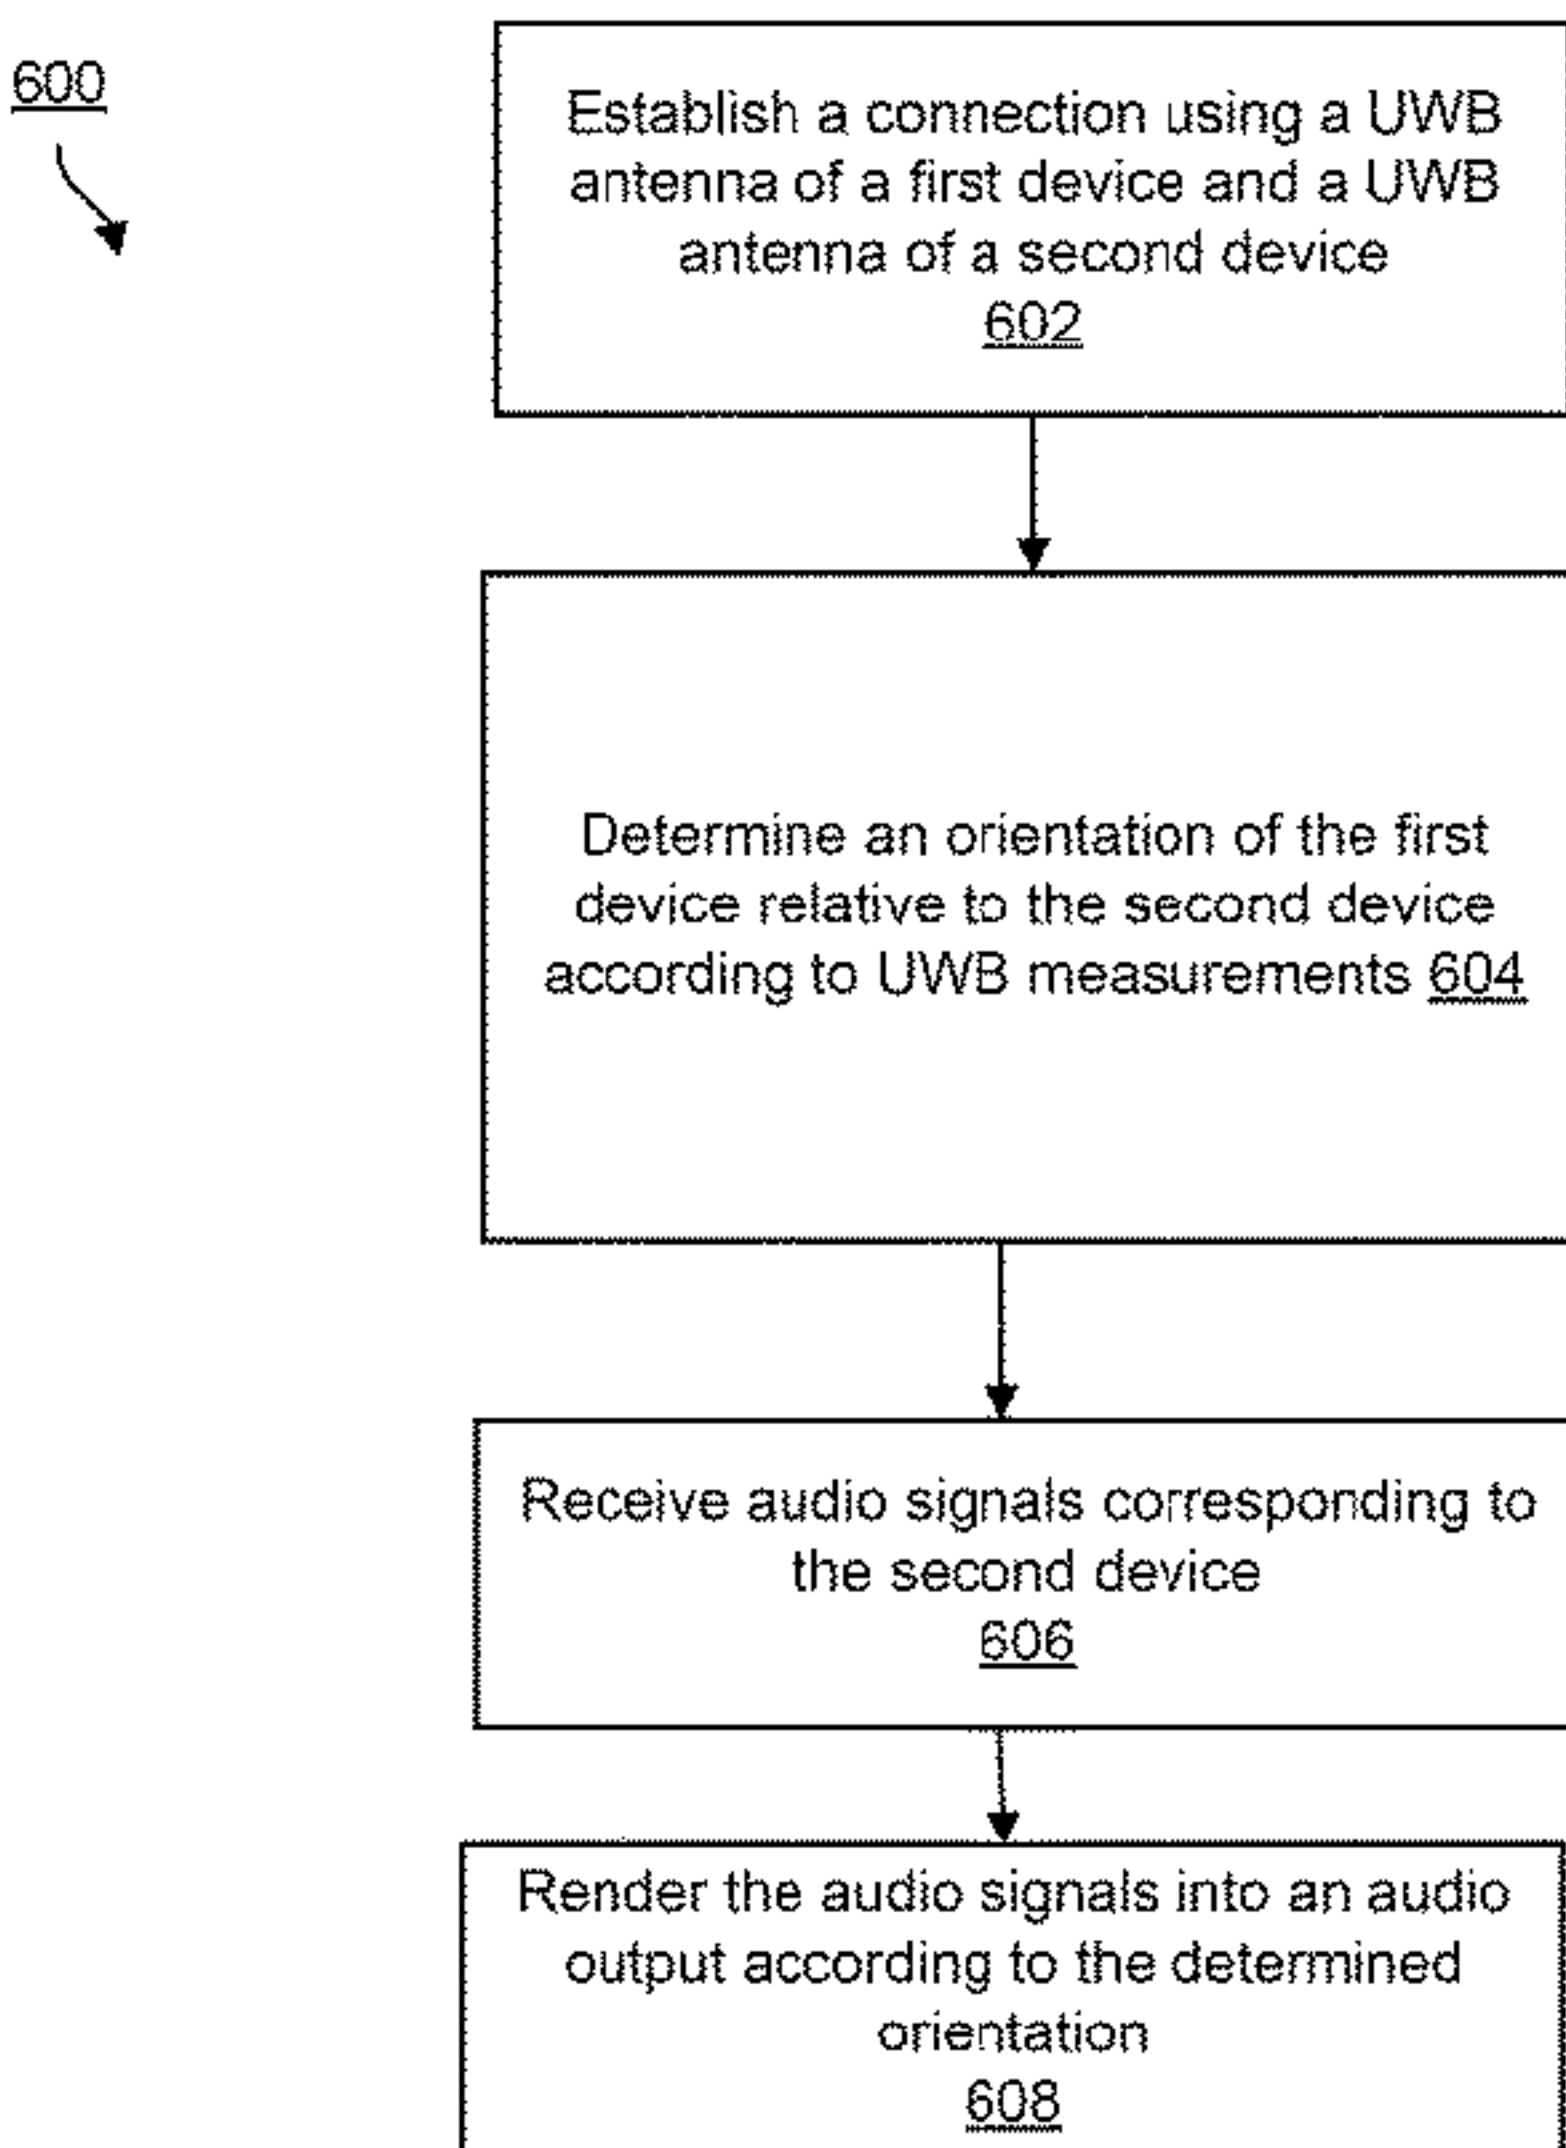 600
Establish a connection using a UWB
antenna of a first device and a UWB
antenna of a second device
602
Determine an orientation of the first
device relative to the second device
according to UWB measurements 604
Receive audio signals corresponding to
the second device
606
Render the audio signals into an audio
output according to the determined
orientation
608